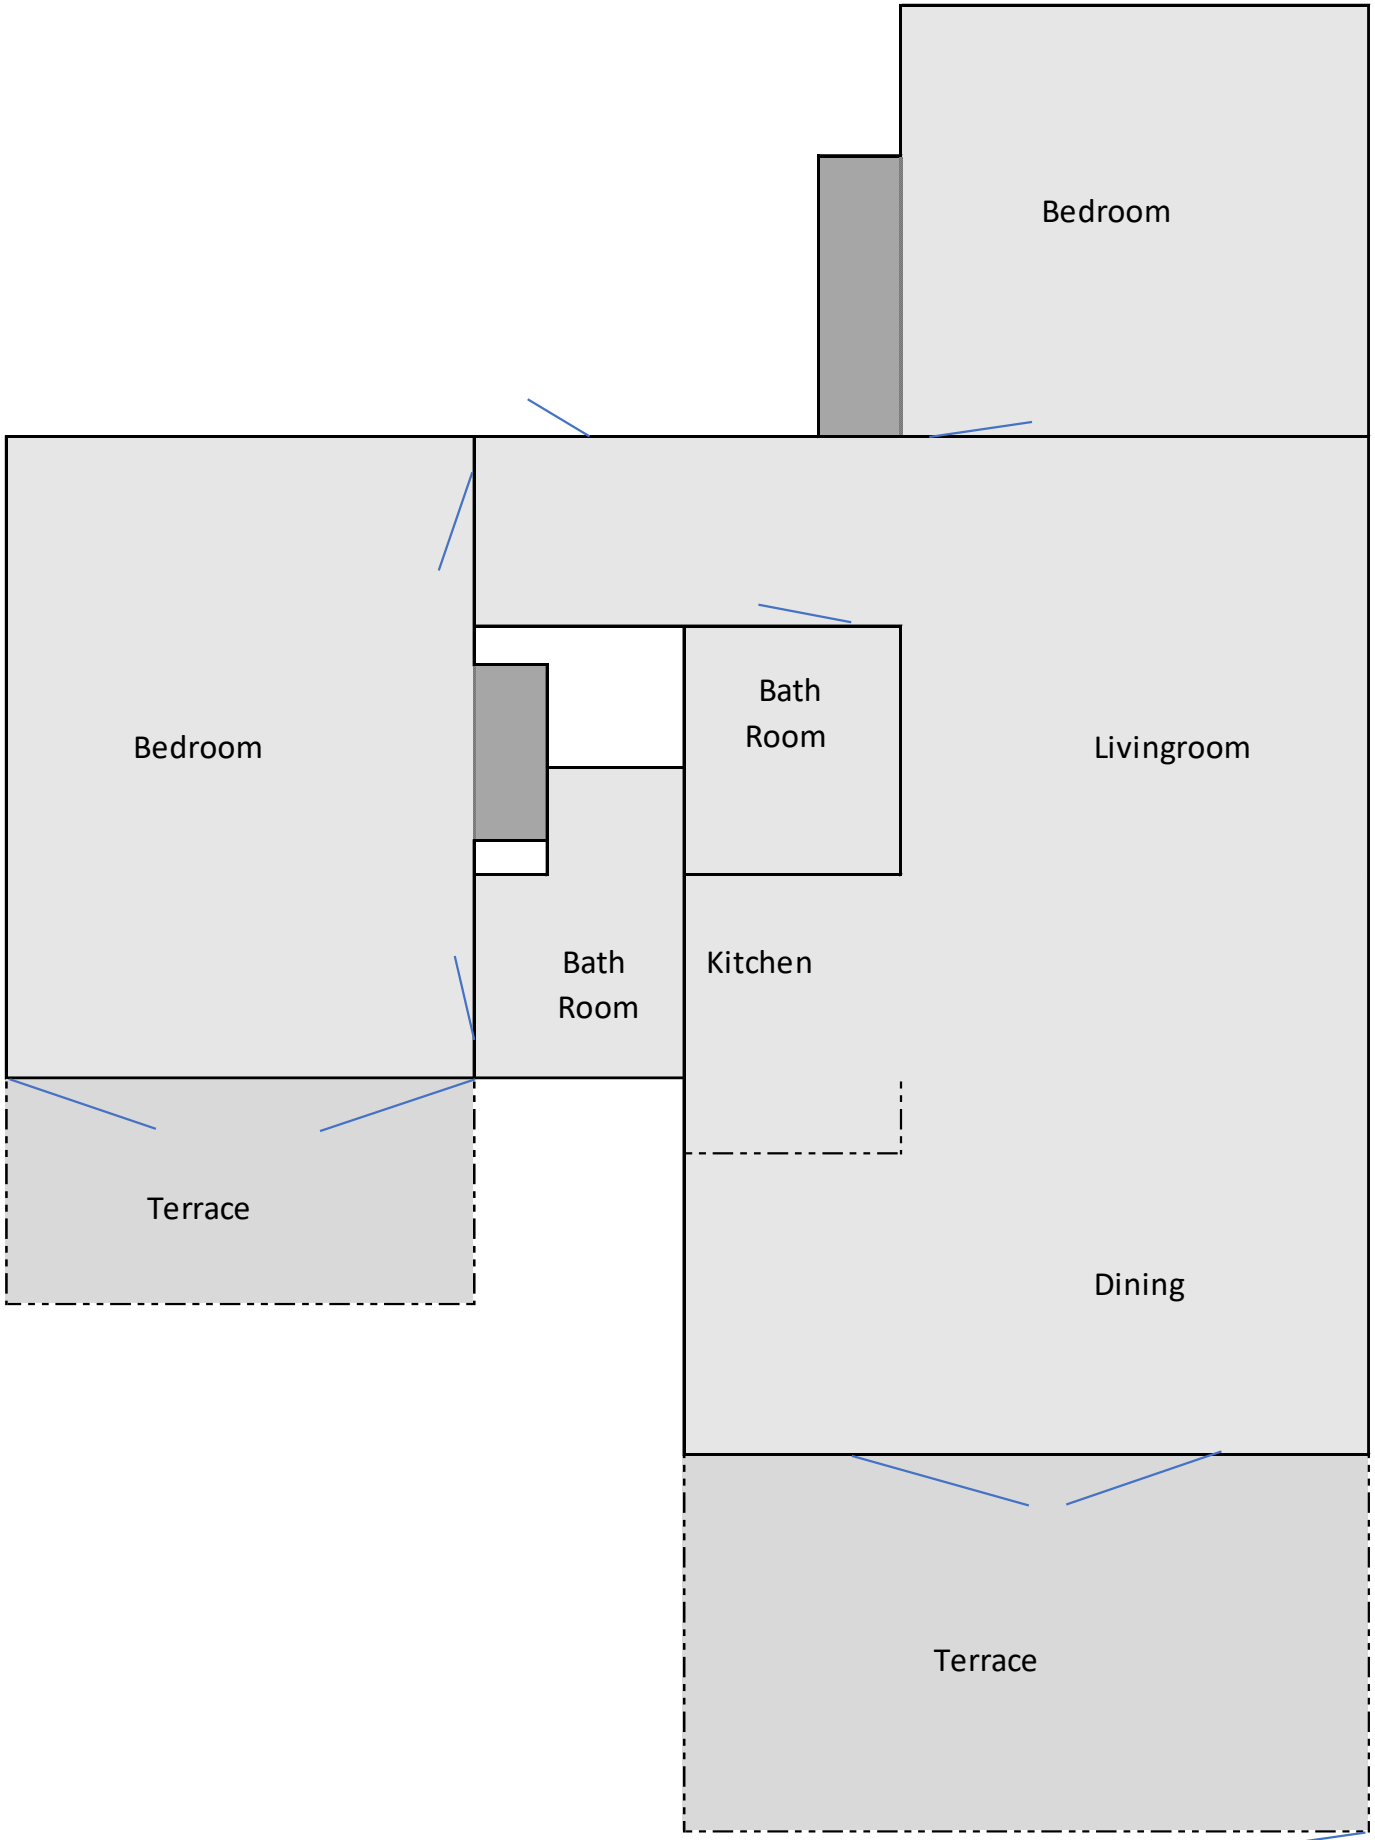 Bedroom
Bath
Room
Bedroom
Livingroom
Bath
Room
Kitchen
Terrace
Dining
Terrace